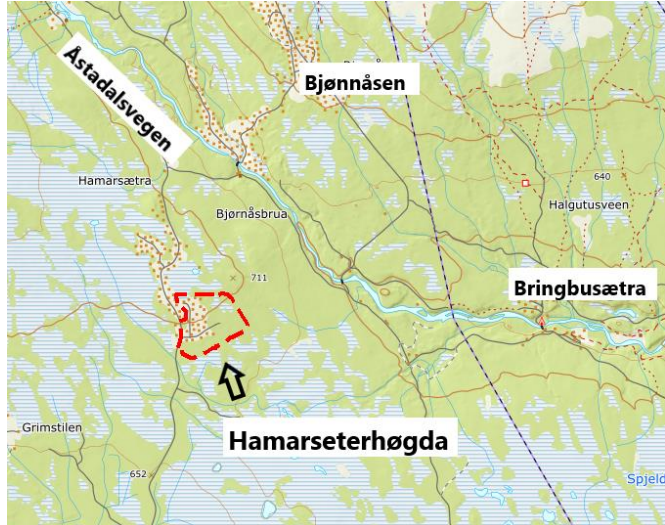 Åstadalsvegen
Bjønnåsen
Hamarsætra
Bjørnåsbrua
640
Halgutusveen
711
Bringbusætra
Hamarseterhøgda
Grimstilen
652
Spjeld